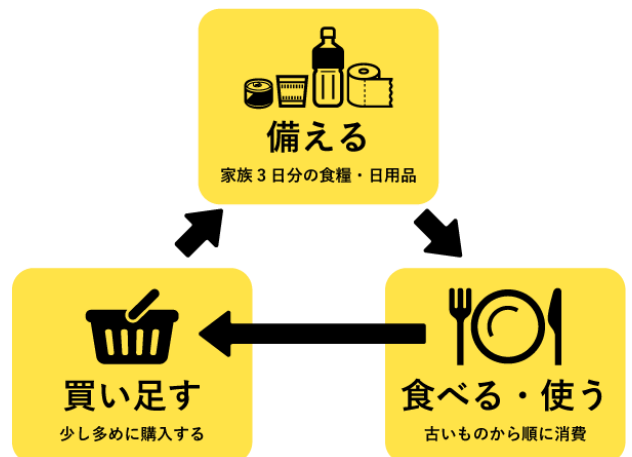 備える
家族3日分の食糧・日用品
買い足す
少し多めに購入する
食べる・使う
古いものから順に消費